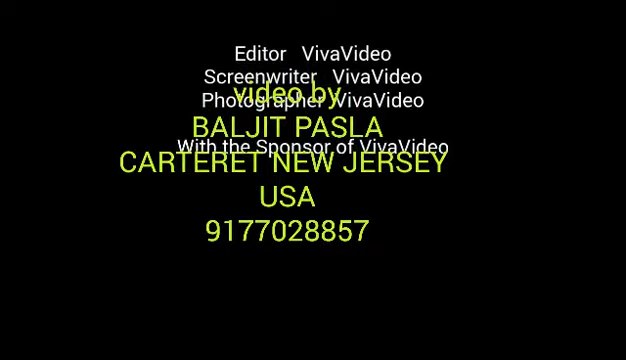 Editor VivaVideo
Screenwriter VivaVideo
video by
Photographer VivaVideo
BALJIT PASLA
With the Sponsor of VivaVideo
CARTERET NEW JERSEY
USA
9177028857